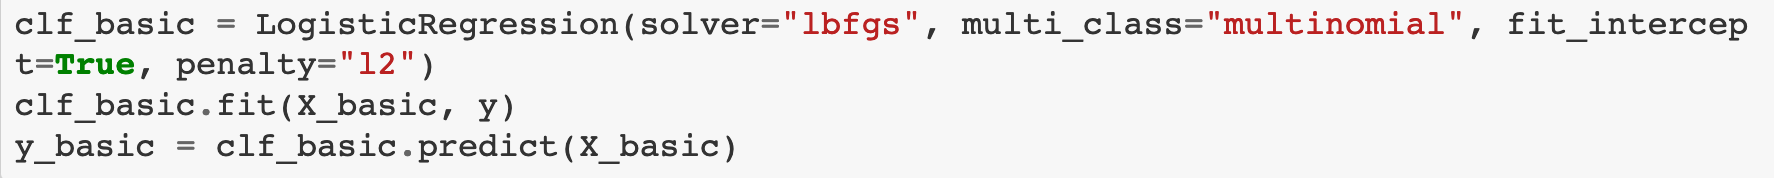 clf_basic = LogisticRegression(solver="lbfgs", multi_class="multinomial", fit_intercep
t=True, penalty="l2")
clf_basic.fit(X_basic, y)
y_basic = clf_basic.predict(X_basic)